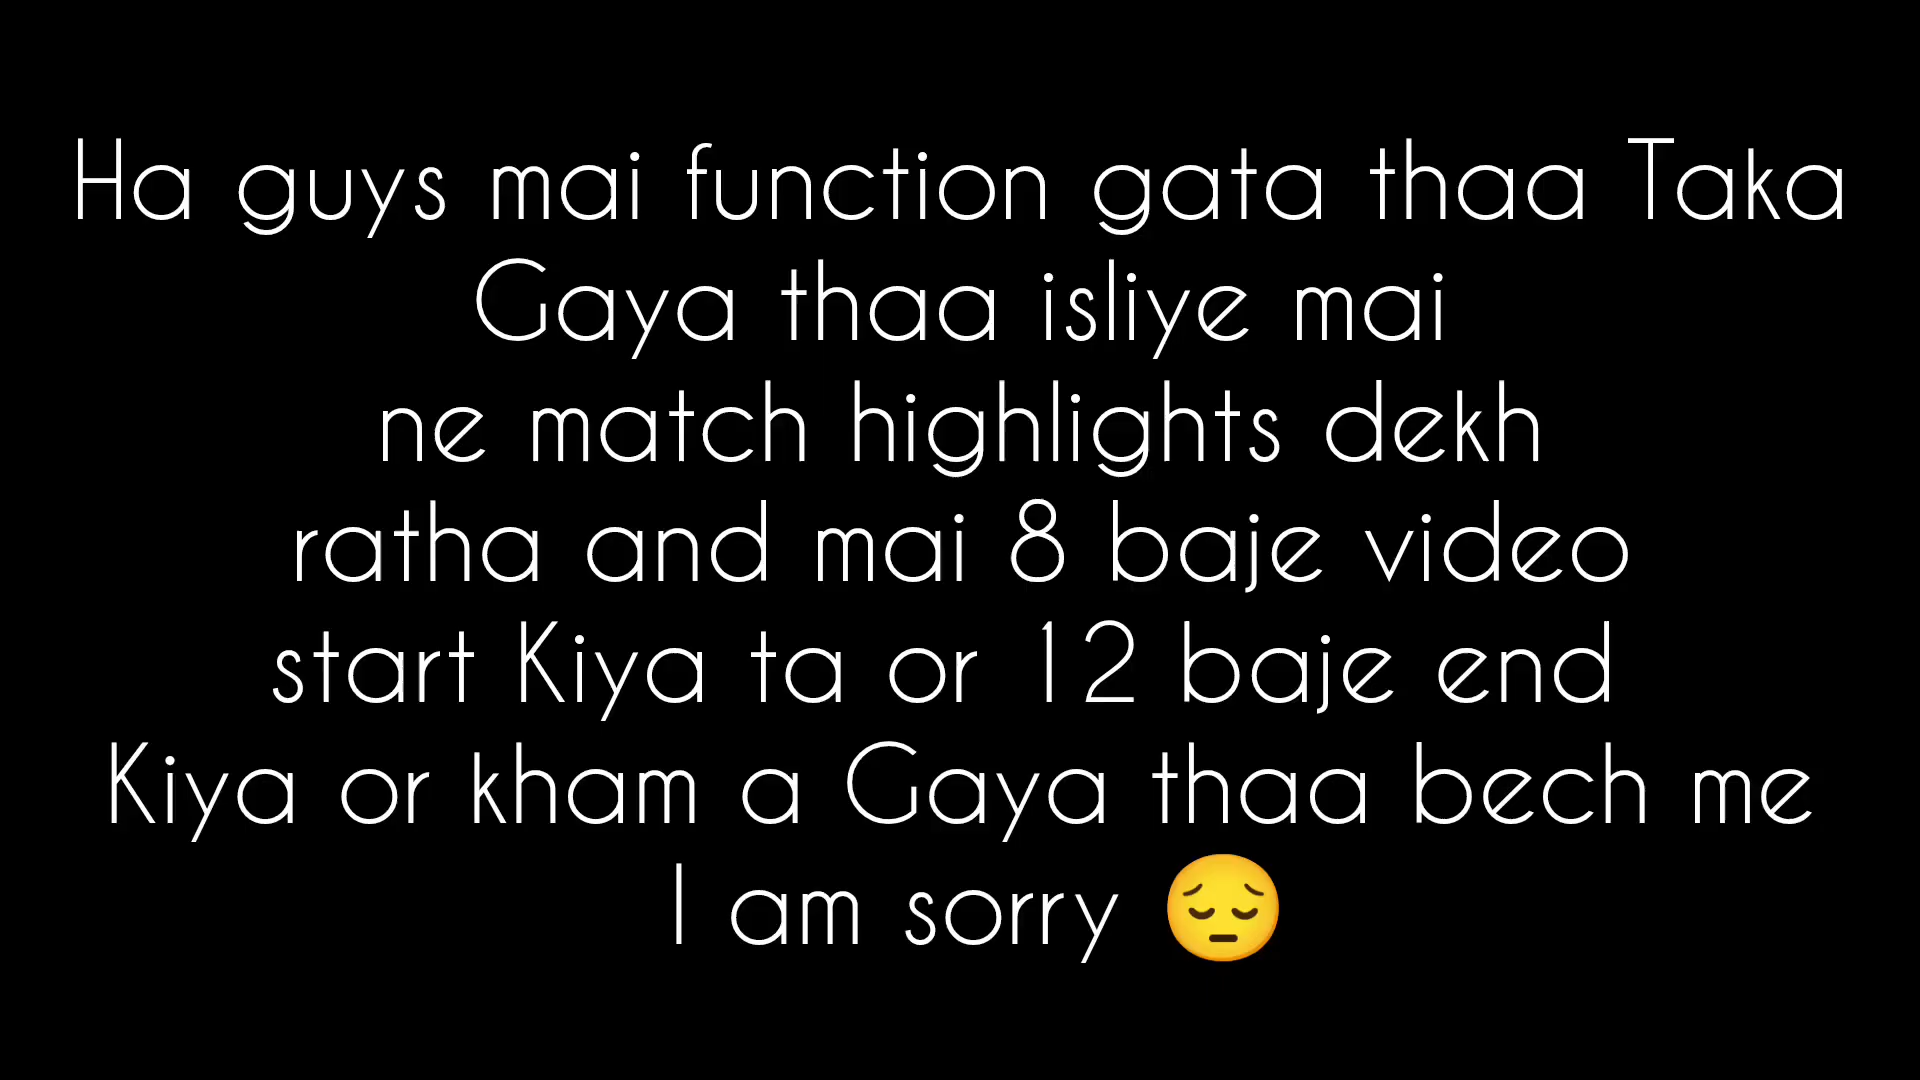 Ha guys mai function gata thaa Taka
Gaya thaa isliye mai
ne match highlights dekh
ratha and mai 8 baje video
start Kiya ta or 12 baje end
Kiya or kham a Gaya thaa bech me
I am sorry 😔